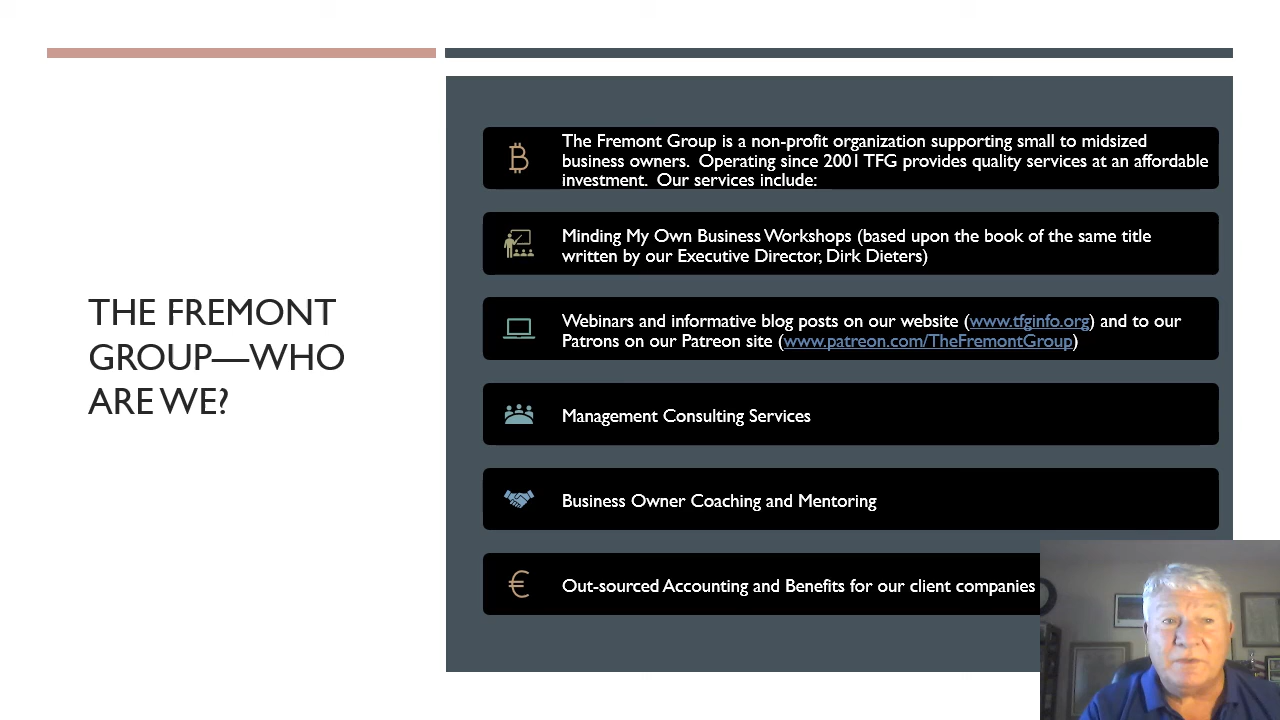 THE FREMONT
GROUP—WHO
ARE WE?
The Fremont Group is a non-profit organization supporting small to midsized
business owners.  Operating since 2001 TFG provides quality services at an affordable
investment.  Our services include:
Minding My Own Business Workshops (based upon the book of the same title
written by our Executive Director, Dirk Dieters)
Webinars and informative blog posts on our website (www.tfginfo.org) and to our
Patrons on our Patreon site (www.patreon.com/TheFremontGroup)
Management Consulting Services
Business Owner Coaching and Mentoring
Out-sourced Accounting and Benefits for our client companies